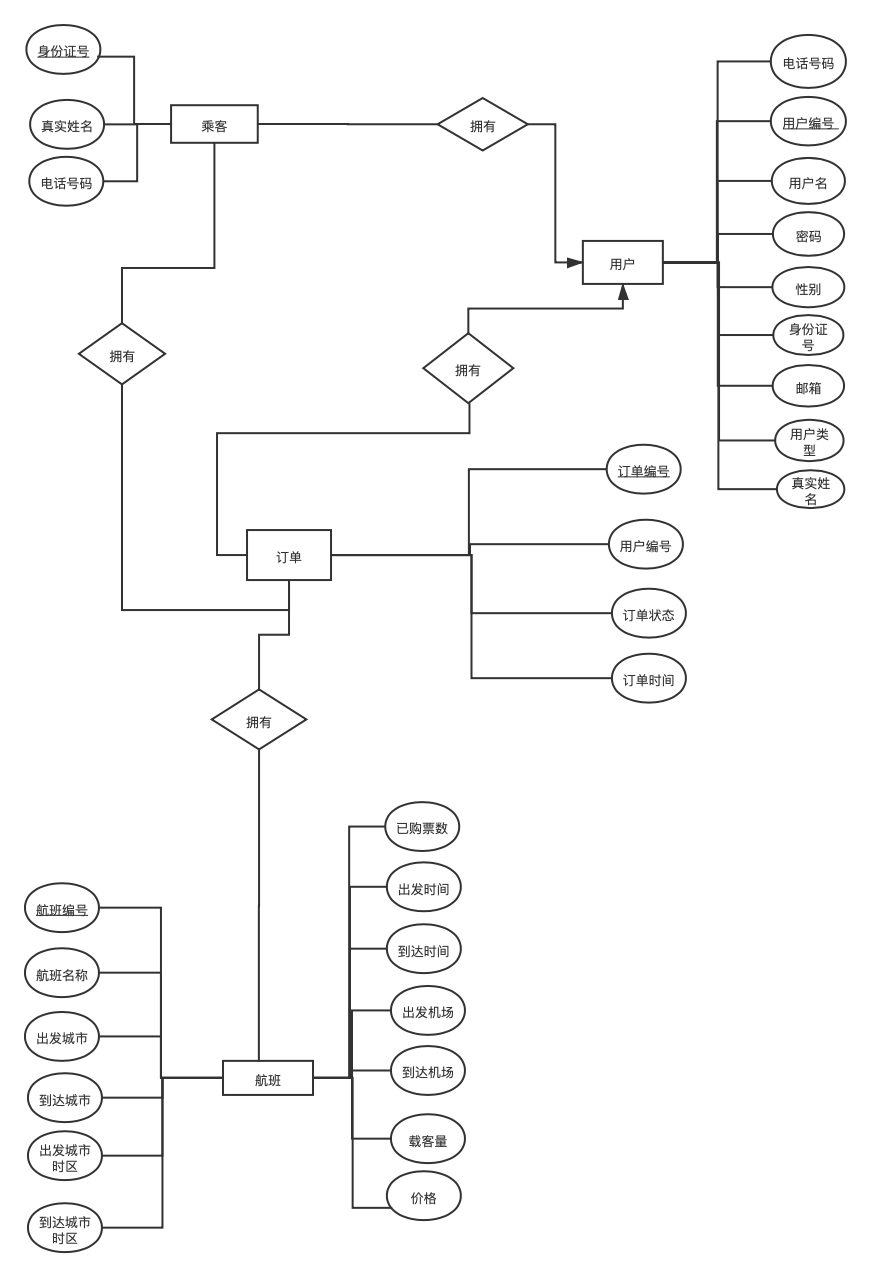 身份证号
真实姓名
电话号码
乘客
拥有
电话号码
用户编号
用户名
密码
性别
身份证
号
邮箱
用户类
型
真实姓
名
用户
拥有
拥有
订单
订单编号
用户编号
订单状态
订单时间
拥有
已购票数
出发时间
到达时间
出发机场
到达机场
载客量
价格
航班编号
航班名称
出发城市
到达城市
出发城市
时区
到达城市
时区
航班